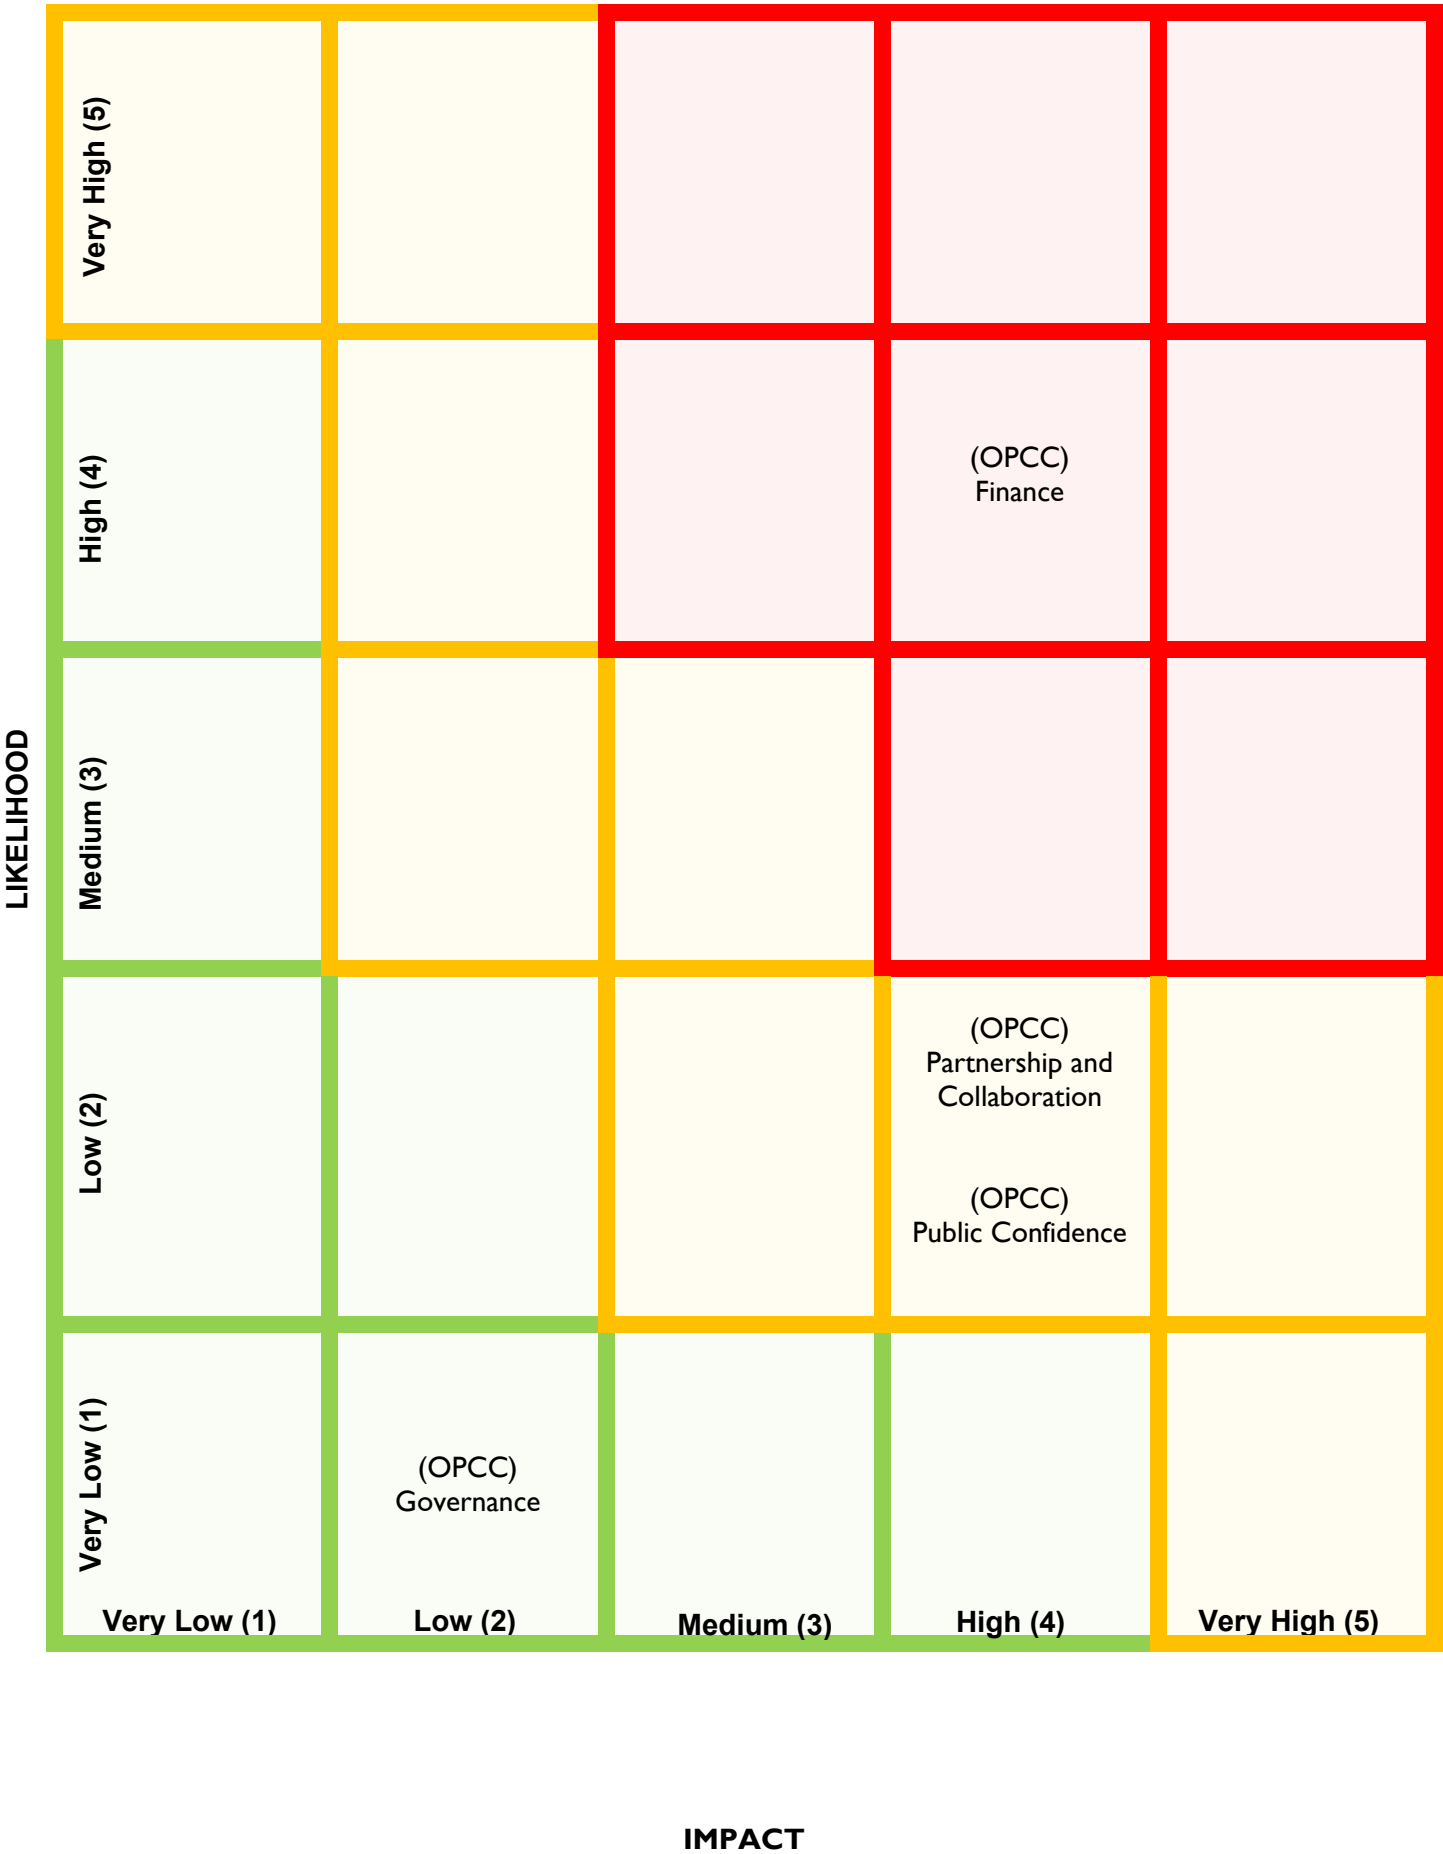 LIKELIHOOD
Very High (5)
High (4)
(OPCC)
Finance
Medium (3)
Low (2)
(OPCC)
Partnership and
Collaboration
(OPCC)
Public Confidence
Very Low (1)
(OPCC)
Governance
Very Low (1)
Low (2)
Medium (3)
High (4)
Very High (5)
IMPACT